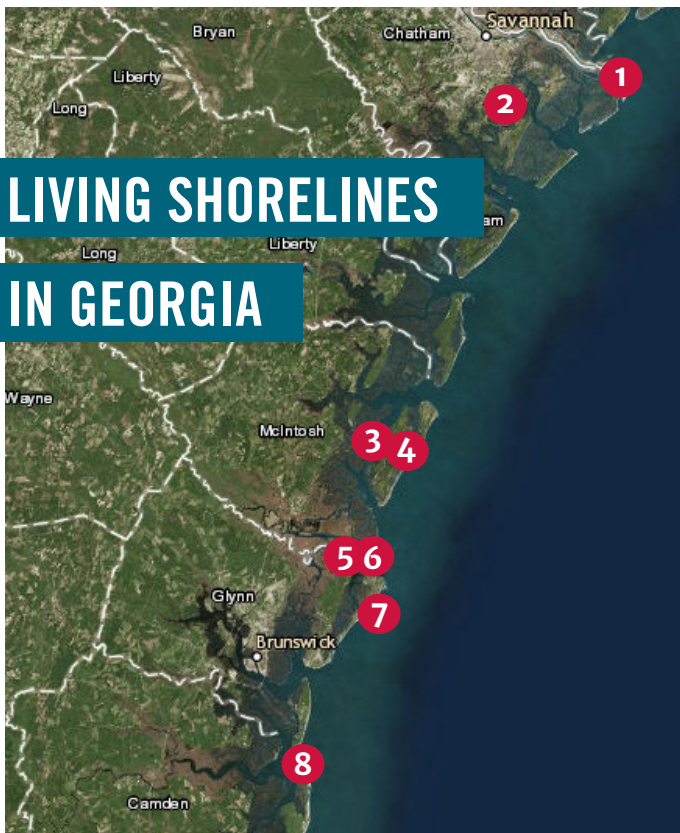 Savannah
Bryan
Chatham
1
Liberty
2
Long
LIVING SHORELINES
am
Liberty
Long
IN GEORGIA
Wayne
McIntosh
3
4
5 6
Glynn
7
Brunswick
8
Camden